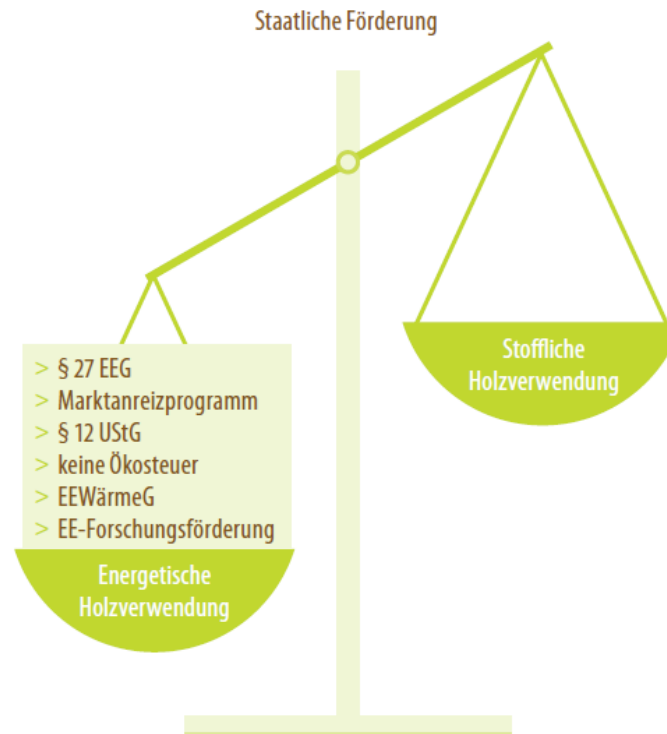 Staatliche Förderung
> § 27 EEG
> Marktanreizprogramm
> § 12 UStG
> keine Ökosteuer
> EEWärmeG
> EE-Forschungsförderung
Energetische
Holzverwendung
Stoffliche
Holzverwendung